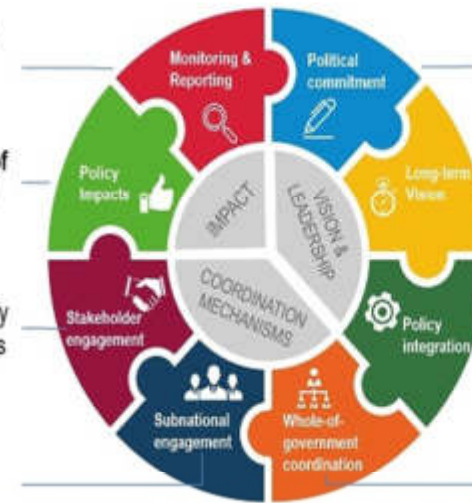 Monitoring &
Reporting
Political
commitment
of
Policy
Impacts
Long-term
Vision
IMPACT
VISION &
LEADERSHIP
COORDINATION
MECHANISMS
Stakeholder
engagement
Policy
integration
Subnational
engagement
Whole-of-
government
coordination